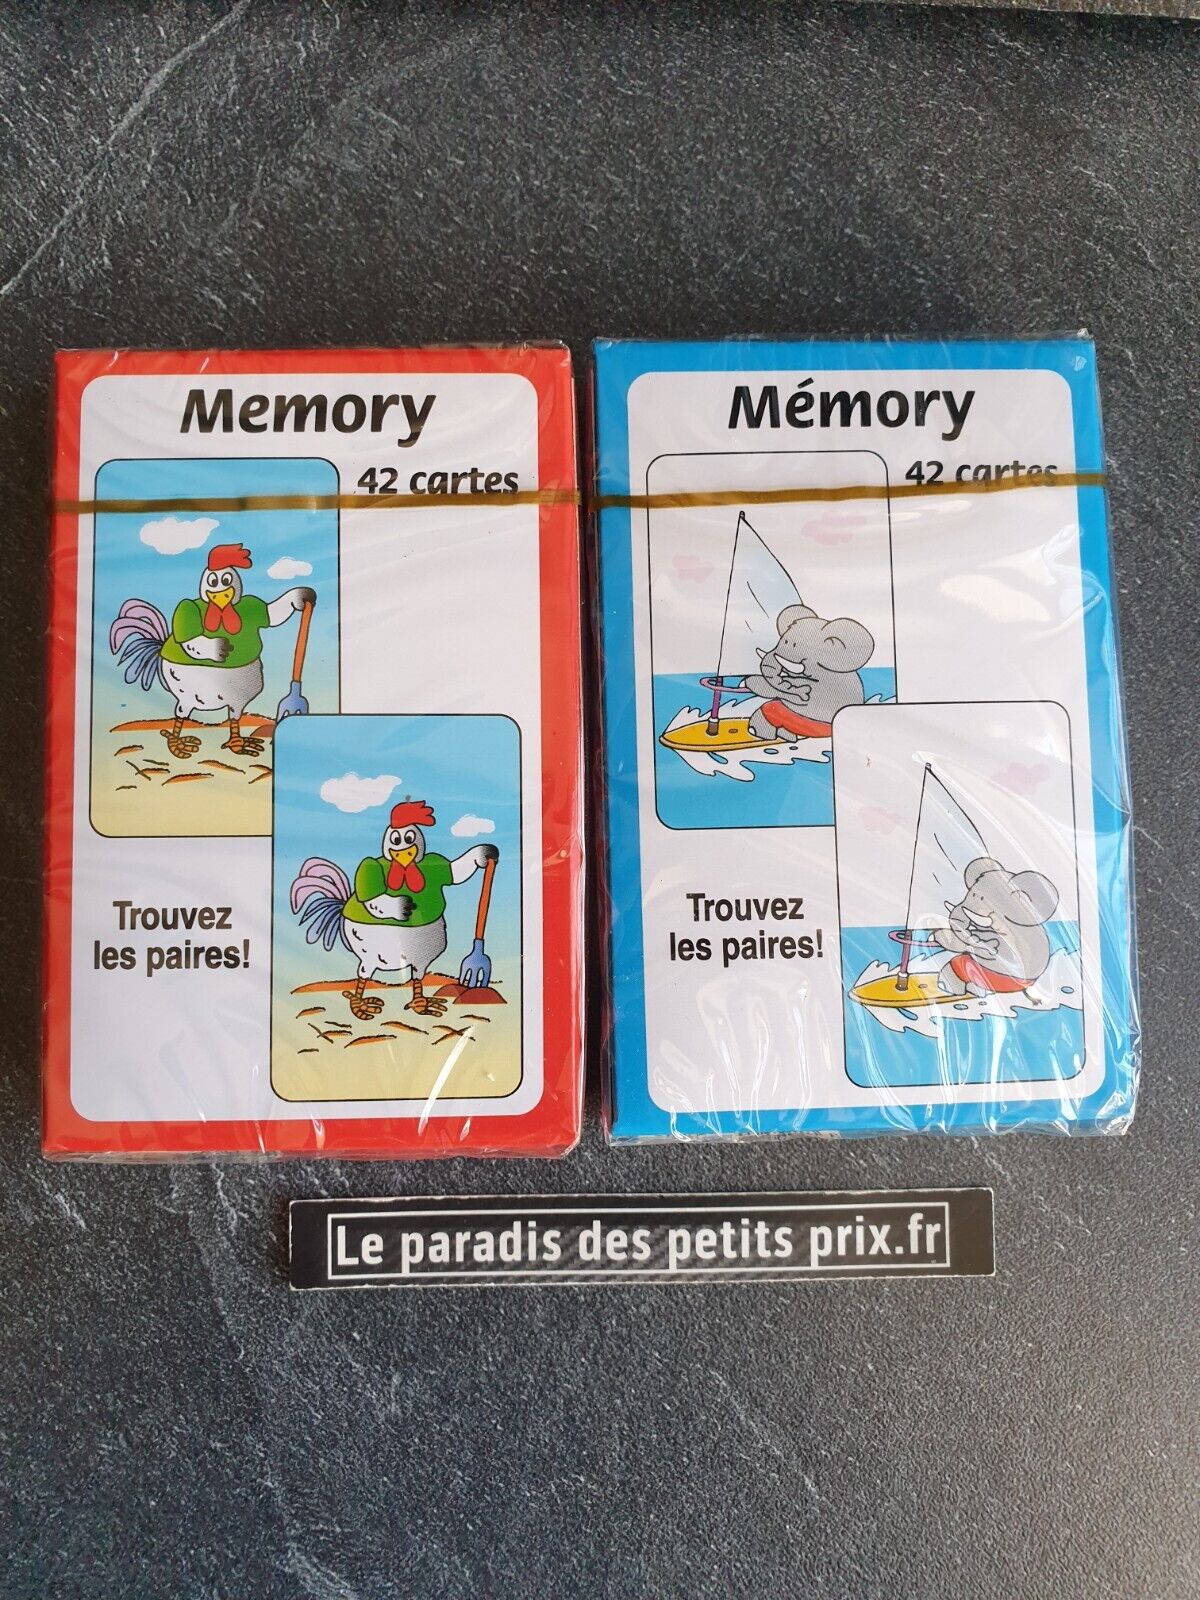 Memory
42 cartes
Trouvez
les paires!
Mémory
42 cartes
Trouvez
les paires!
Le paradis des petits prix.fr